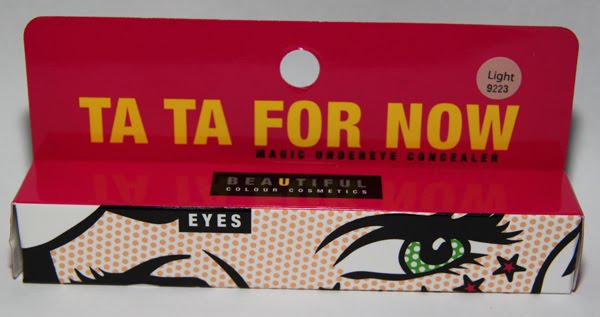 Light
9223
TA TA FOR NOW
MAGIC UNDEREYE CONCEALER
BEAUTIFUL
COLOUR COSMETICS
EYES